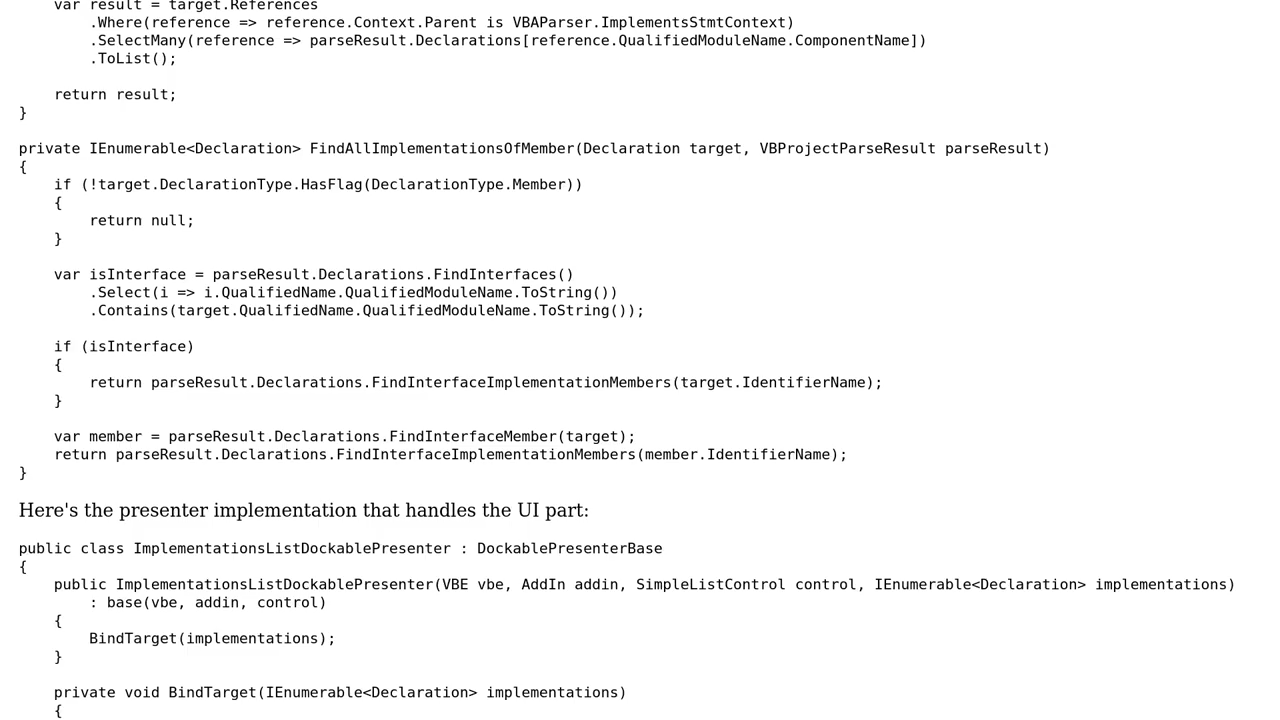 var result = target.References
        .Where(reference => reference.Context.Parent is VBAParser.ImplementsStmtContext)
        .SelectMany(reference => parseResult.Declarations[reference.QualifiedModuleName.ComponentName])
        .ToList();

    return result;
}

private IEnumerable<Declaration> FindAllImplementationsOfMember(Declaration target, VBProjectParseResult parseResult)
{
    if (!target.DeclarationType.HasFlag(DeclarationType.Member))
    {
        return null;
    }

    var isInterface = parseResult.Declarations.FindInterfaces()
        .Select(i => i.QualifiedName.QualifiedModuleName.ToString())
        .Contains(target.QualifiedName.QualifiedModuleName.ToString());

    if (isInterface)
    {
        return parseResult.Declarations.FindInterfaceImplementationMembers(target.IdentifierName);
    }

    var member = parseResult.Declarations.FindInterfaceMember(target);
    return parseResult.Declarations.FindInterfaceImplementationMembers(member.IdentifierName);
}

Here's the presenter implementation that handles the UI part:

public class ImplementationsListDockablePresenter : DockablePresenterBase
{
    public ImplementationsListDockablePresenter(VBE vbe, AddIn addin, SimpleListControl control, IEnumerable<Declaration> implementations)
        : base(vbe, addin, control)
    {
        BindTarget(implementations);
    }

    private void BindTarget(IEnumerable<Declaration> implementations)
    {